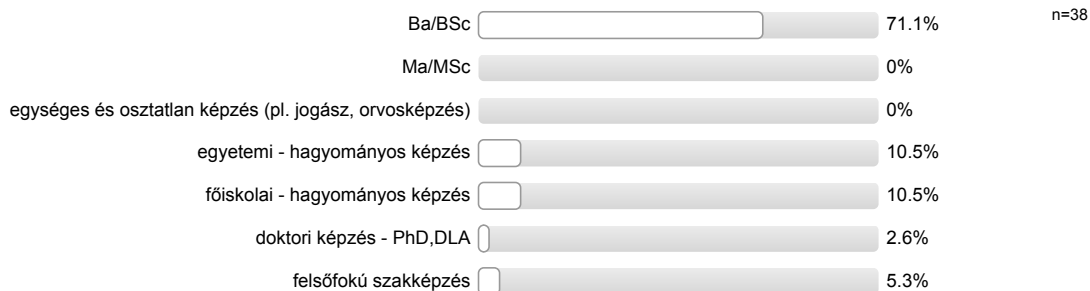 Ba/BSc 71.1% n=38
Ma/MSc 0%
egységes és osztatlan képzés (pl. jogász, orvosképzés) 0%
egyetemi - hagyományos képzés 10.5%
főiskolai - hagyományos képzés 10.5%
doktori képzés - PhD,DLA 2.6%
felsőfokú szakképzés 5.3%